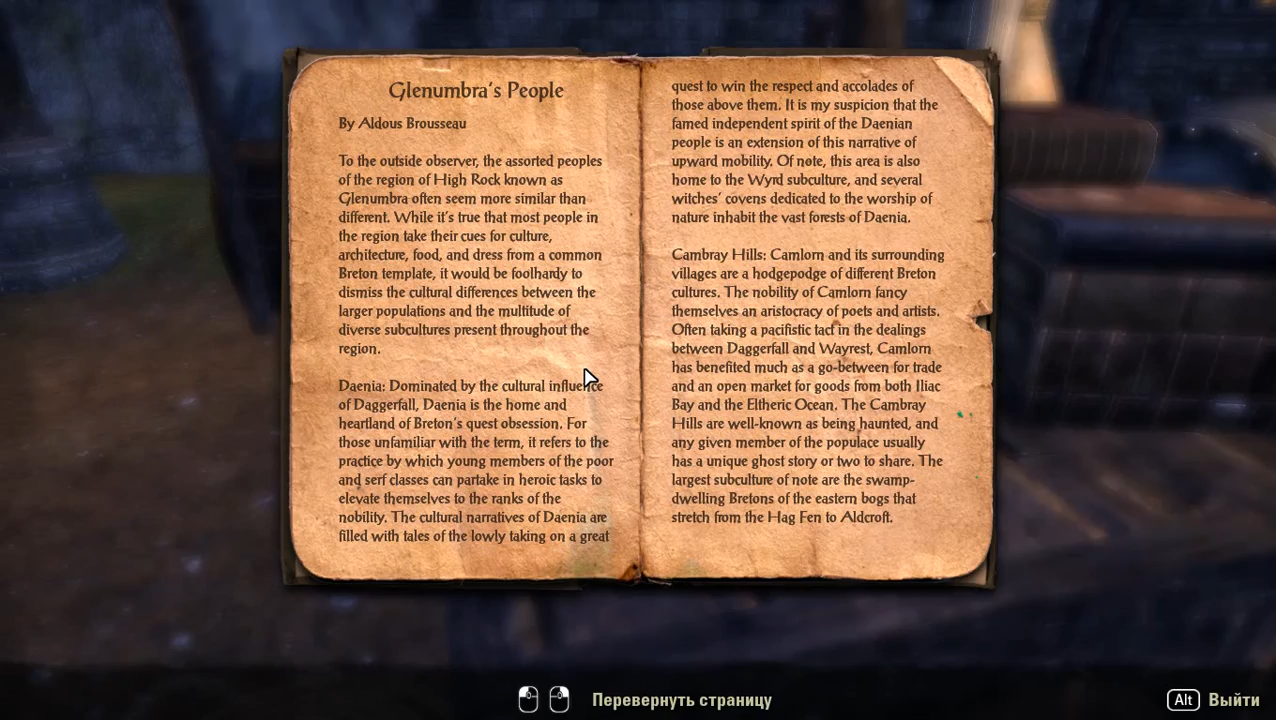 Glenumbra's People
By Aldous Brousseau
To the outside observer, the assorted peoples
of the region of High Rock known as
Glenumbra often seem more similar than
different. While it's true that most people in
the region take their cues for culture,
architecture, food, and dress from a common
Breton template, it would be foolhardy to
dismiss the cultural differences between the
larger populations and the multitude of
diverse subcultures present throughout the
region.
Daenia: Dominated by the cultural influence
of Daggerfall, Daenia is the home and
heartland of Breton's quest obsession. For
those unfamiliar with the term, it refers to the
practice by which young members of the poor
and serf classes can partake in heroic tasks to
elevate themselves to the ranks of the
nobility. The cultural narratives of Daenia are
filled with tales of the lowly taking on a great
quest to win the respect and accolades of
those above them. It is my suspicion that the
famed independent spirit of the Daenian
people is an extension of this narrative of
upward mobility. Of note, this area is also
home to the Wyrd subculture, and several
witches' covens dedicated to the worship of
nature inhabit the vast forests of Daenia.
Cambray Hills: Camlorn and its surrounding
villages are a hodgepodge of different Breton
cultures. The nobility of Camlorn fancy
themselves an aristocracy of poets and artists.
Often taking a pacifistic tact in the dealings
between Daggerfall and Wayrest, Camlorn
has benefited much as a go-between for trade
and an open market for goods from both Iliac
Bay and the Eltheric Ocean. The Cambray
Hills are well-known as being haunted, and
any given member of the populace usually
has a unique ghost story or two to share. The
largest subculture of note are the swamp-
dwelling Bretons of the eastern bogs that
stretch from the Hag Fen to Aldcroft.
Перевернуть страницу
Alt Выйти